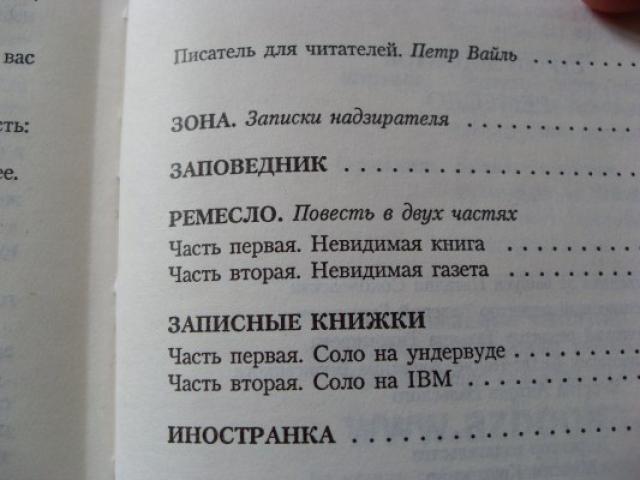 вас
сть:
ее.
Писатель для читателей. Петр Вайль . . . . . . . .
ЗОНА. Записки надзирателя . . . . . . . . . . . .
ЗАПОВЕДНИК . . . . . . . . . . . . . . . . . . . . .
РЕМЕСЛО. Повесть в двух частях
Часть первая. Невидимая книга . . . . . . . . . .
Часть вторая. Невидимая газета . . . . . . . . . .
ЗАПИСНЫЕ КНИЖКИ
Часть первая. Соло на ундервуде . . . . . . . . .
Часть вторая. Соло на IBM . . . . . . . . . . . . .
ИНОСТРАНКА . . . . . . . . . . . . . . . . . . . . .